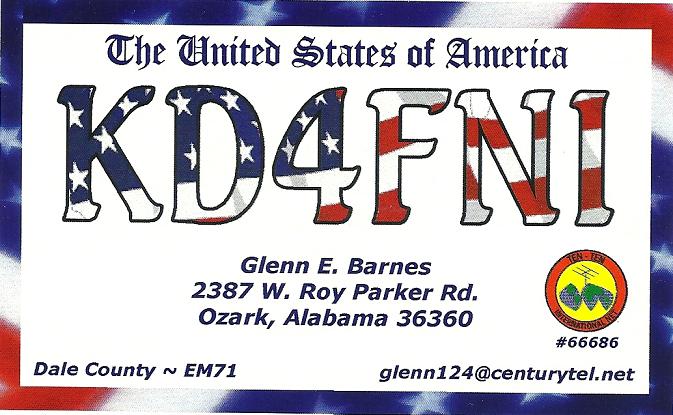 The United States of America
KD4FNI
Glenn E. Barnes
2387 W. Roy Parker Rd.
Ozark, Alabama 36360
TEN - TEN
INTERNATIONAL NET
#66686
Dale County ~ EM71
glenn124@centurytel.net